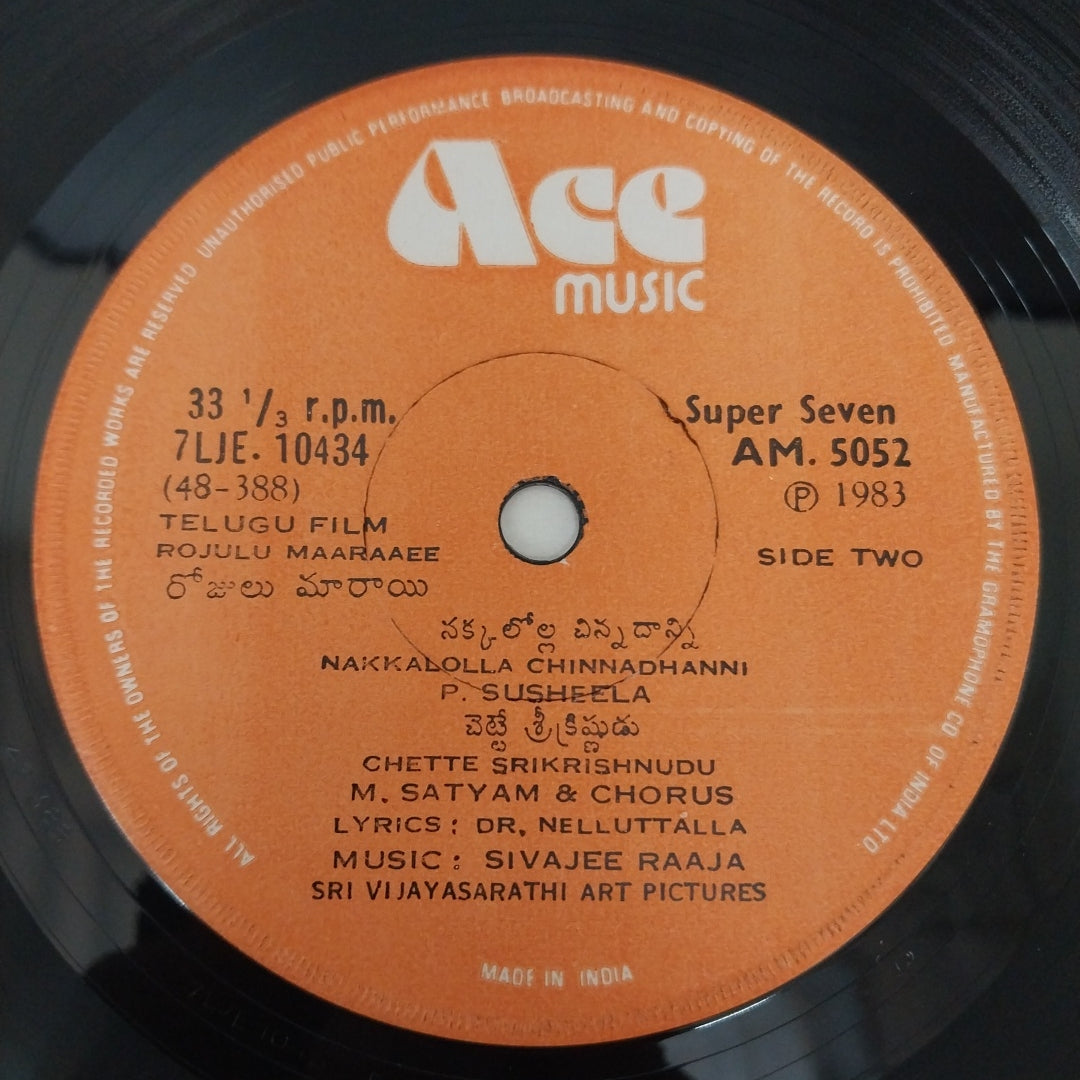 ALL RIGHTS OF THE OWNERS OF THE RECORDED WORKS ARE RESERVED UNAUTHORISED PUBLIC PERFORMANCE BROADCASTING AND COPYING OF THE RECORD IS PROHIBITED MANUFACTURED BY THE GRAMOPHONE CO OF INDIA LTD
Ace
MUSIC
33 1/3 r.p.m.
Super Seven
7LJE. 10434
AM. 5052
(48-388)
℗ 1983
TELUGU FILM
ROJULU MAARAAEE
SIDE TWO
రోజులు మారాయి
నక్కలోల్ల చిన్నదాన్ని
NAKKALOLLA CHINNADHANNI
P. SUSHEELA
చెట్టే శ్రీక్రిష్ణుడు
CHETTE SRIKRISHNUDU
M. SATYAM & CHORUS
LYRICS : DR, NELLUTTALLA
MUSIC : SIVAJEE RAAJA
SRI VIJAYASARATHI ART PICTURES
MADE IN INDIA